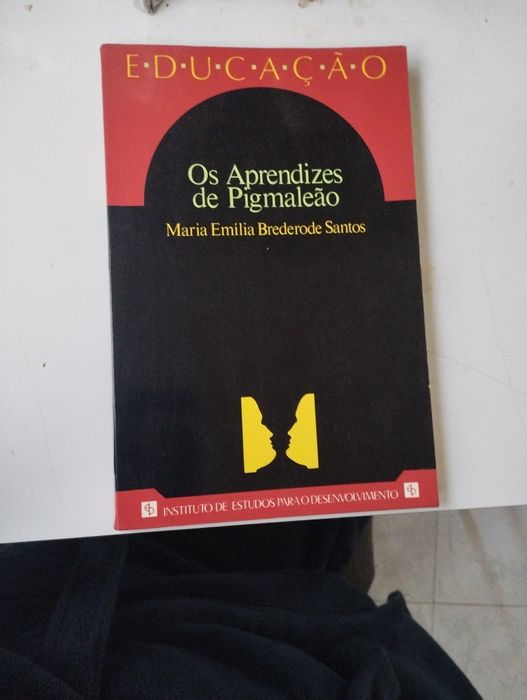 E·D·U·C·A·Ç·Ã·O
Os Aprendizes
de Pigmaleão
Maria Emília Brederode Santos
INSTITUTO DE ESTUDOS PARA O DESENVOLVIMENTO